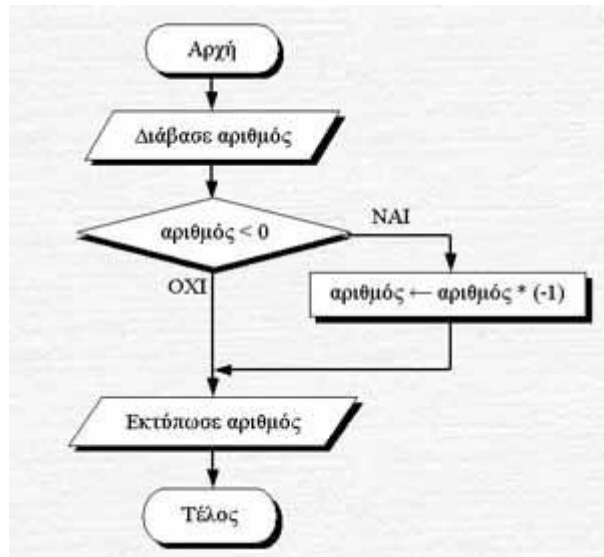 Αρχή
Διάβασε αριθμός
αριθμός < 0
ΝΑΙ
ΟΧΙ
αριθμός ← αριθμός * (-1)
Εκτύπωσε αριθμός
Τέλος